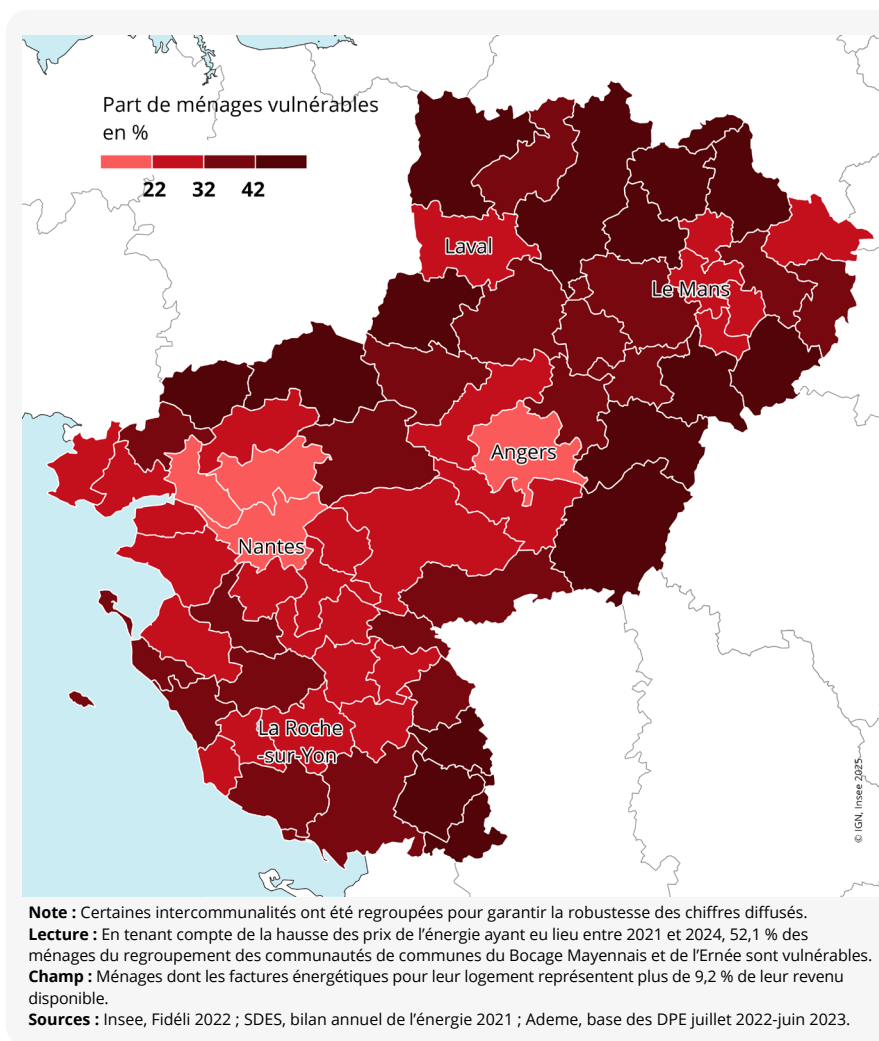 Part de ménages vulnérables
en %
22 32 42
Laval
Le Mans
Angers
Nantes
La Roche
-sur-Yon
© IGN, Insee 2025
Note : Certaines intercommunalités ont été regroupées pour garantir la robustesse des chiffres diffusés.
Lecture : En tenant compte de la hausse des prix de l’énergie ayant eu lieu entre 2021 et 2024, 52,1 % des
ménages du regroupement des communautés de communes du Bocage Mayennais et de l’Ernée sont vulnérables.
Champ : Ménages dont les factures énergétiques pour leur logement représentent plus de 9,2 % de leur revenu
disponible.
Sources : Insee, Fidéli 2022 ; SDES, bilan annuel de l’énergie 2021 ; Ademe, base des DPE juillet 2022-juin 2023.